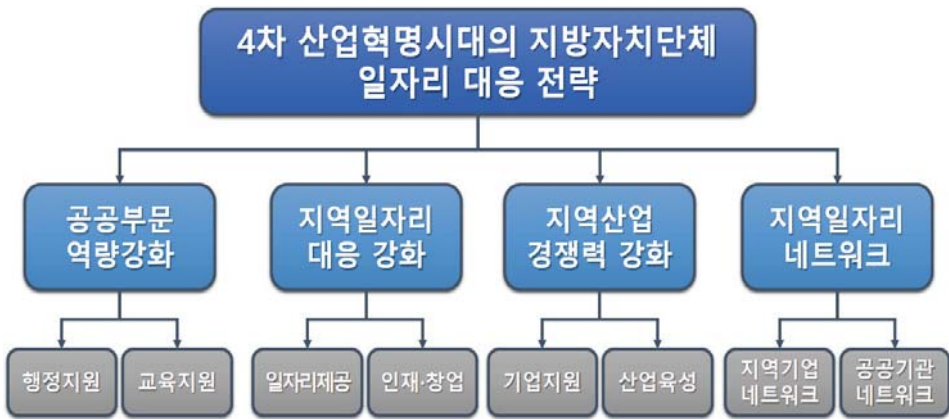 4차 산업혁명시대의 지방자치단체
일자리 대응 전략
공공부문
역량강화
지역일자리
대응 강화
지역산업
경쟁력 강화
지역일자리
네트워크
행정지원
교육지원
일자리제공
인재·창업
기업지원
산업육성
지역기업
네트워크
공공기관
네트워크